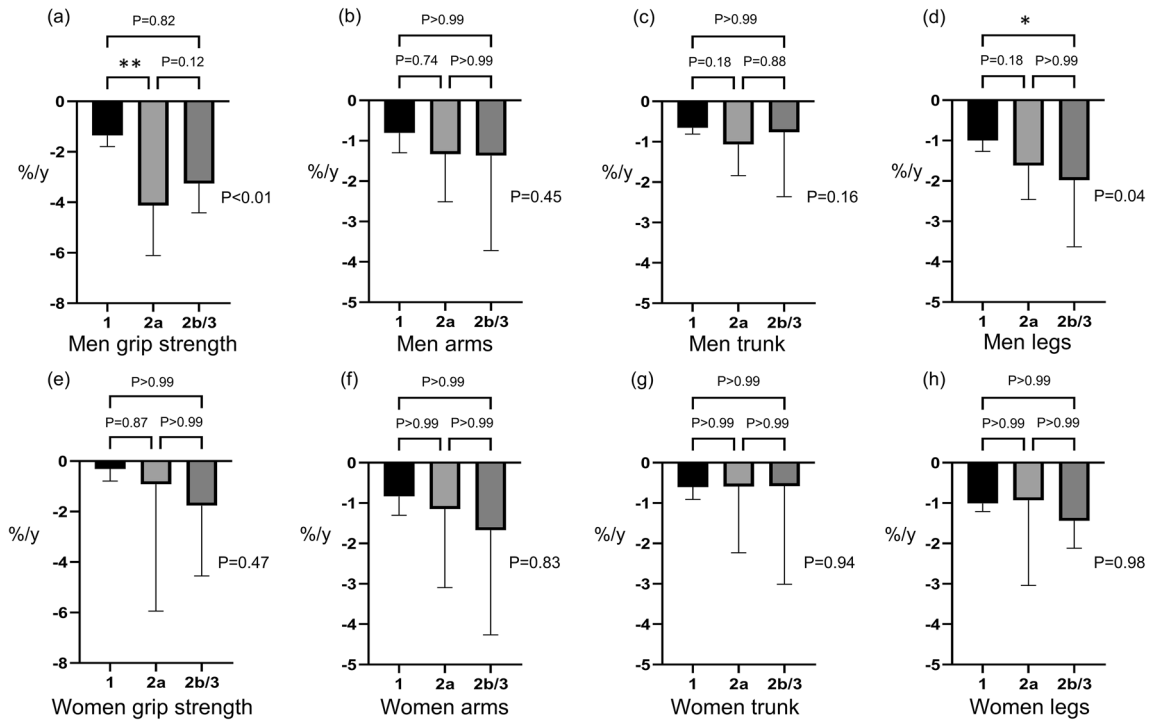 (a)
P=0.82
** P=0.12
0
-2
-4
-6
-8
%/y
P<0.01
1 2a 2b/3
Men grip strength
(b)
P>0.99
P=0.74 P>0.99
0
-1
-2
-3
-4
-5
%/y
P=0.45
1 2a 2b/3
Men arms
(c)
P>0.99
P=0.18 P=0.88
0
-1
-2
-3
-4
-5
%/y
P=0.16
1 2a 2b/3
Men trunk
(d)
*
P=0.18 P>0.99
0
-1
-2
-3
-4
-5
%/y
P=0.04
1 2a 2b/3
Men legs
(e)
P>0.99
P=0.87 P>0.99
0
-2
-4
-6
-8
%/y
P=0.47
1 2a 2b/3
Women grip strength
(f)
P>0.99
P>0.99 P>0.99
0
-1
-2
-3
-4
-5
%/y
P=0.83
1 2a 2b/3
Women arms
(g)
P>0.99
P>0.99 P>0.99
0
-1
-2
-3
-4
-5
%/y
P=0.94
1 2a 2b/3
Women trunk
(h)
P>0.99
P>0.99 P>0.99
0
-1
-2
-3
-4
-5
%/y
P=0.98
1 2a 2b/3
Women legs